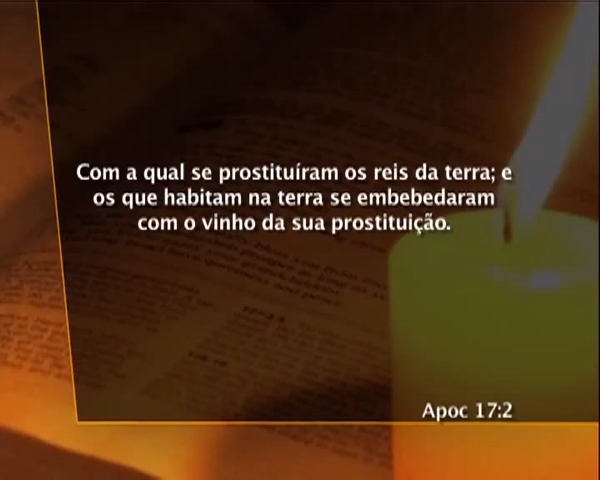 Com a qual se prostituíram os reis da terra; e
os que habitam na terra se embebedaram
com o vinho da sua prostituição.
Apoc 17:2